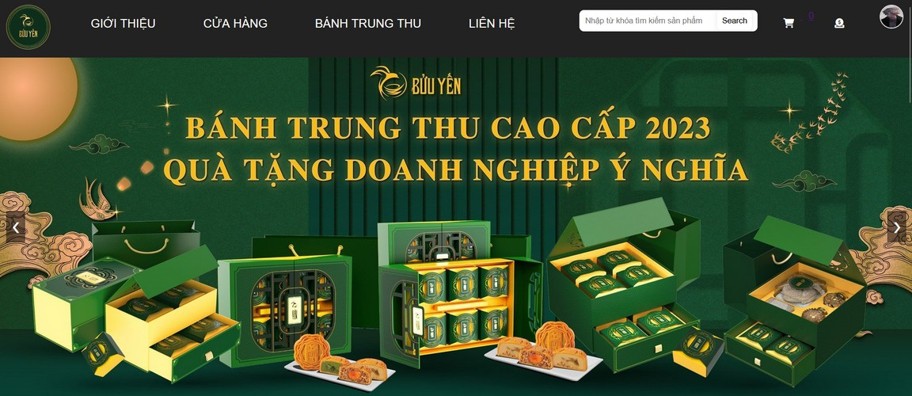 BỬU YẾN
GIỚI THIỆU
CỬA HÀNG
BÁNH TRUNG THU
LIÊN HỆ
Nhập từ khóa tìm kiếm sản phẩm
Search
0
BỬU YẾN
BÁNH TRUNG THU CAO CẤP 2023
QUÀ TẶNG DOANH NGHIỆP Ý NGHĨA